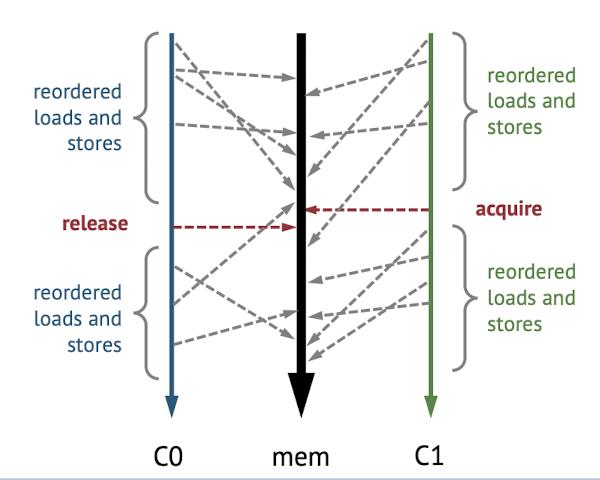 reordered
loads and
stores
reordered
loads and
stores
release
acquire
reordered
loads and
stores
reordered
loads and
stores
C0
mem
C1